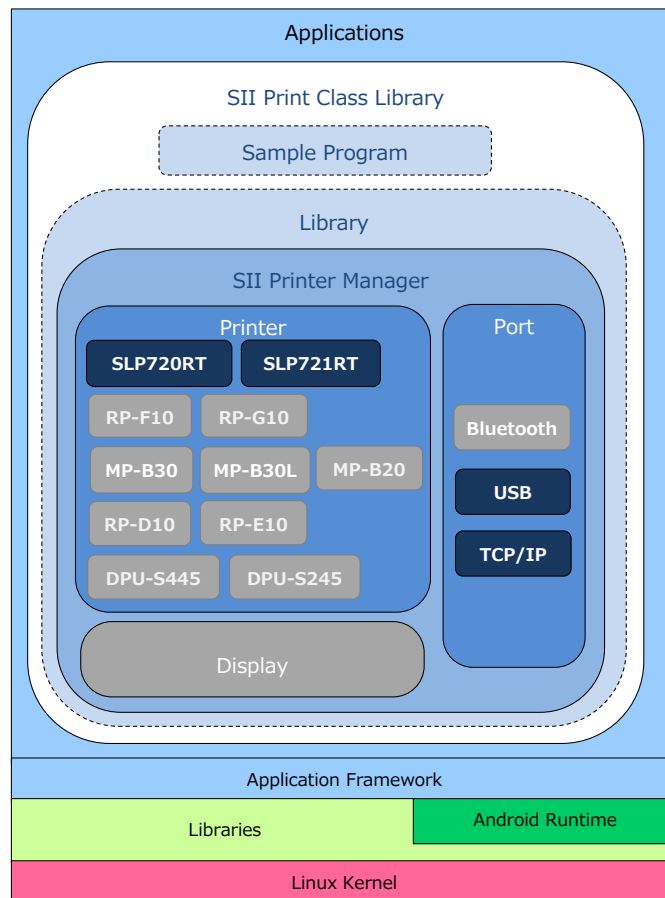 Applications
SII Print Class Library
Sample Program
Library
SII Printer Manager
Printer
SLP720RT SLP721RT
RP-F10 RP-G10
MP-B30 MP-B30L MP-B20
RP-D10 RP-E10
DPU-S445 DPU-S245
Display
Port
Bluetooth
USB
TCP/IP
Application Framework
Libraries
Android Runtime
Linux Kernel